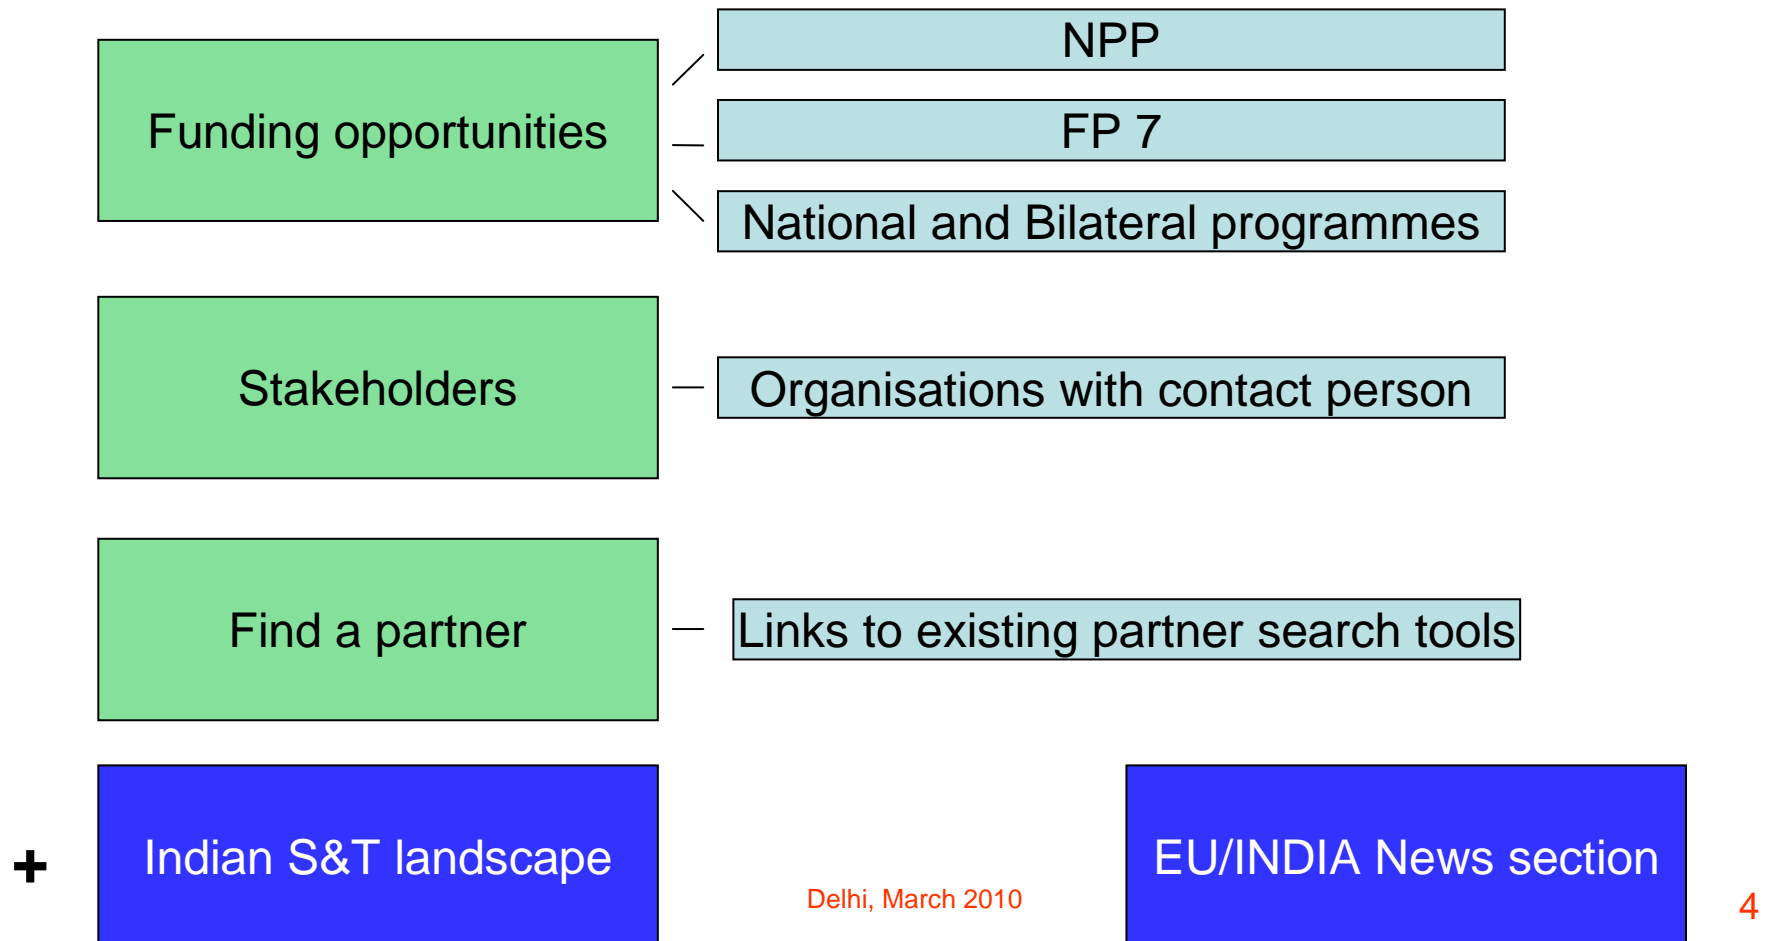 NPP
Funding opportunities
FP 7
National and Bilateral programmes
Stakeholders
Organisations with contact person
Find a partner
Links to existing partner search tools
+
Indian S&T landscape
EU/INDIA News section
Delhi, March 2010
4